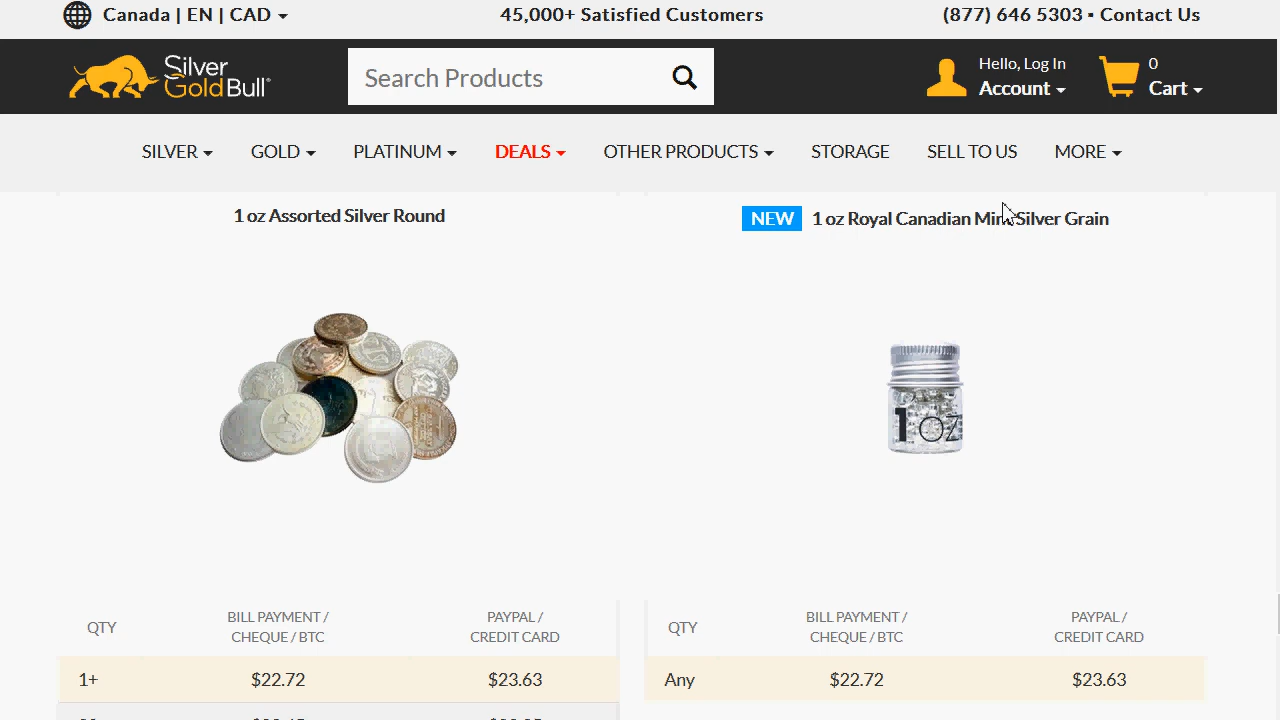 Canada | EN | CAD
45,000+ Satisfied Customers
(877) 646 5303 ▪ Contact Us
Silver
Gold Bull
Search Products
Hello, Log In
Account
0
Cart
SILVER
GOLD
PLATINUM
DEALS
OTHER PRODUCTS
STORAGE
SELL TO US
MORE
1 oz Assorted Silver Round
NEW 1 oz Royal Canadian Mint Silver Grain
1 OZ
QTY
BILL PAYMENT /
CHEQUE / BTC
PAYPAL /
CREDIT CARD
1+
$22.72
$23.63
QTY
BILL PAYMENT /
CHEQUE / BTC
PAYPAL /
CREDIT CARD
Any
$22.72
$23.63